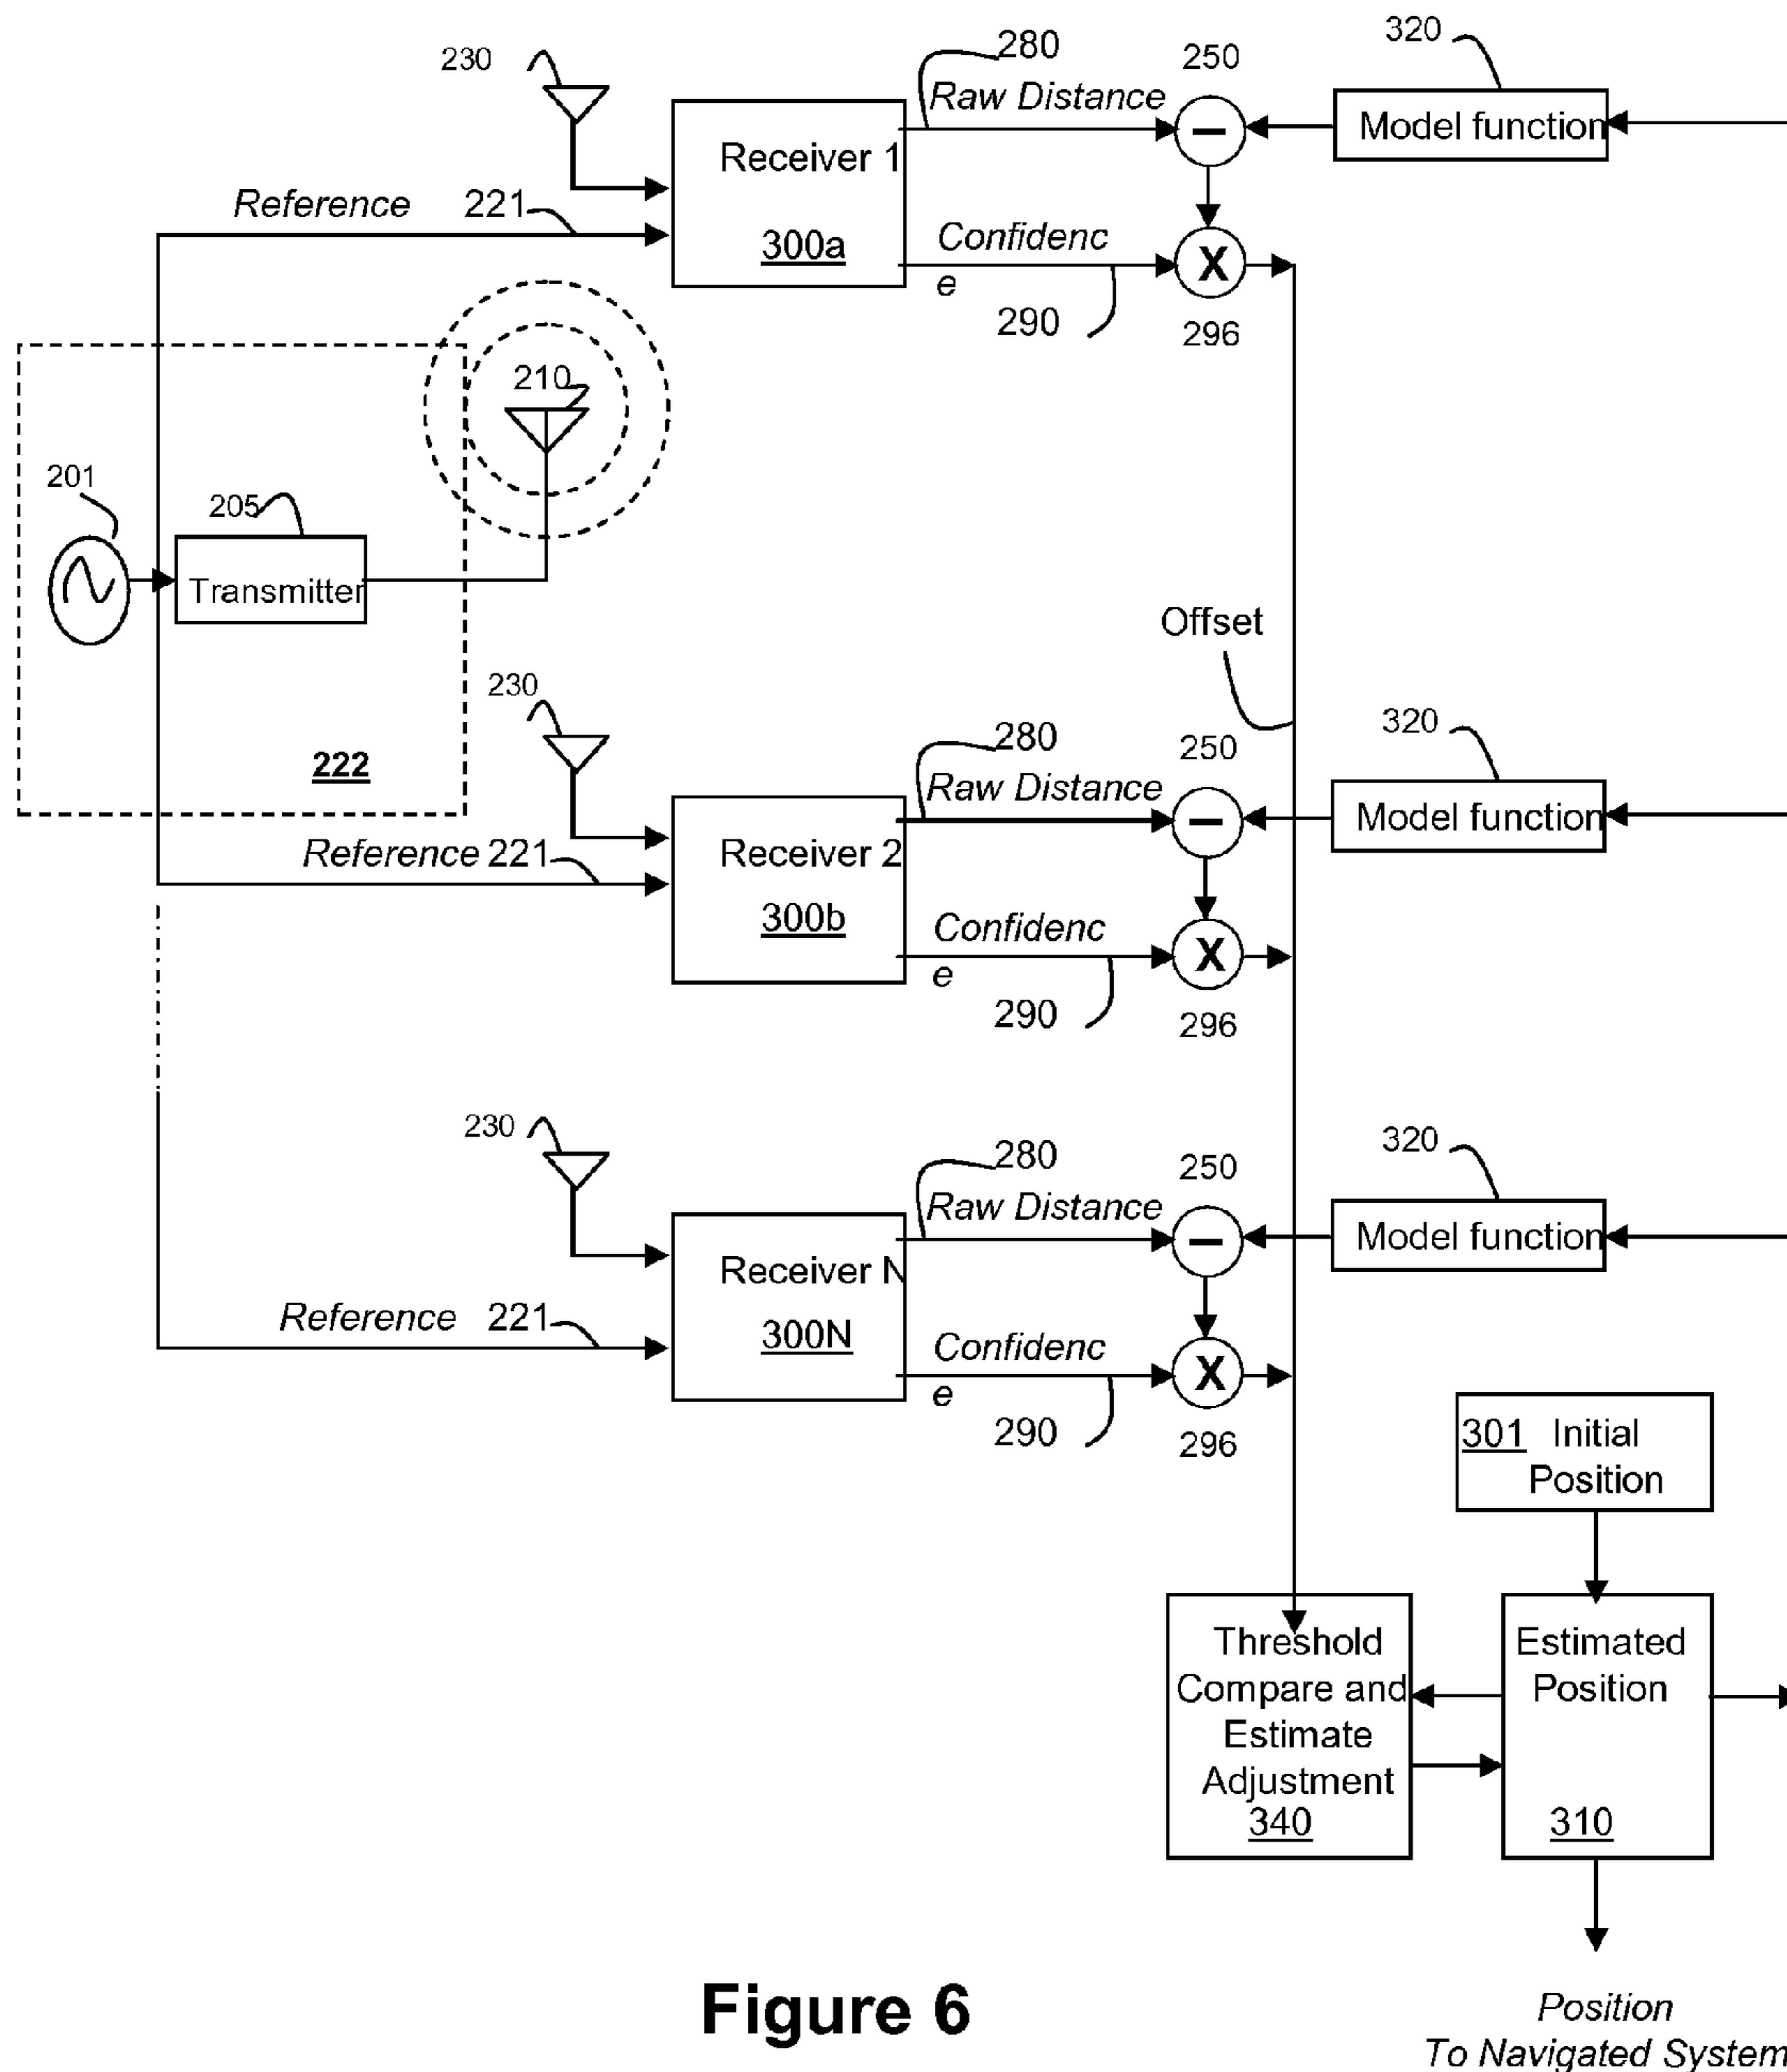 320
280
230
250
Raw Distance
Model function
Receiver 1
Reference 221
Confidenc
300a
e
290
296
210
201
205
Transmitter
Offset
230
222
280
250
320
Raw Distance
Model function
Reference 221
Receiver 2
300b
Confidenc
e
290
296
230
280
250
320
Raw Distance
Model function
Receiver N
Reference 221
300N
Confidenc
e
290
296
301 Initial
Position
Threshold
Compare and
Estimate
Adjustment
340
Estimated
Position
310
Figure 6
Position
To Navigated System